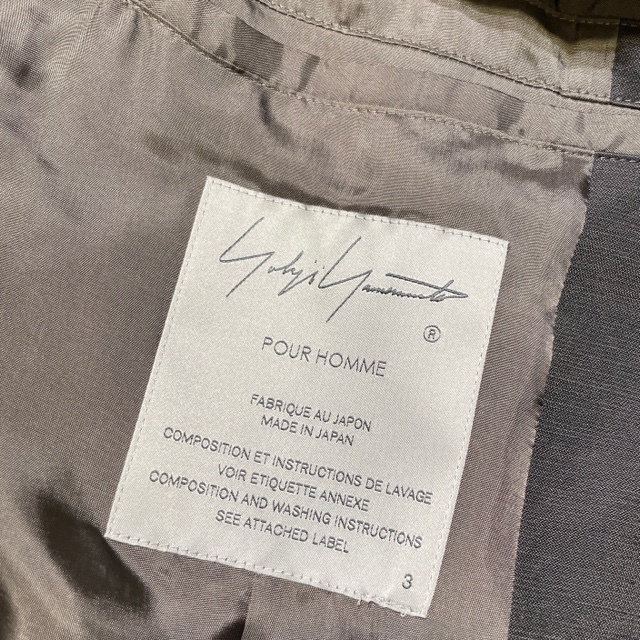 Yohji Yamamoto
®
POUR HOMME
FABRIQUE AU JAPON
MADE IN JAPAN
COMPOSITION ET INSTRUCTIONS DE LAVAGE
VOIR ETIQUETTE ANNEXE
COMPOSITION AND WASHING INSTRUCTIONS
SEE ATTACHED LABEL
3